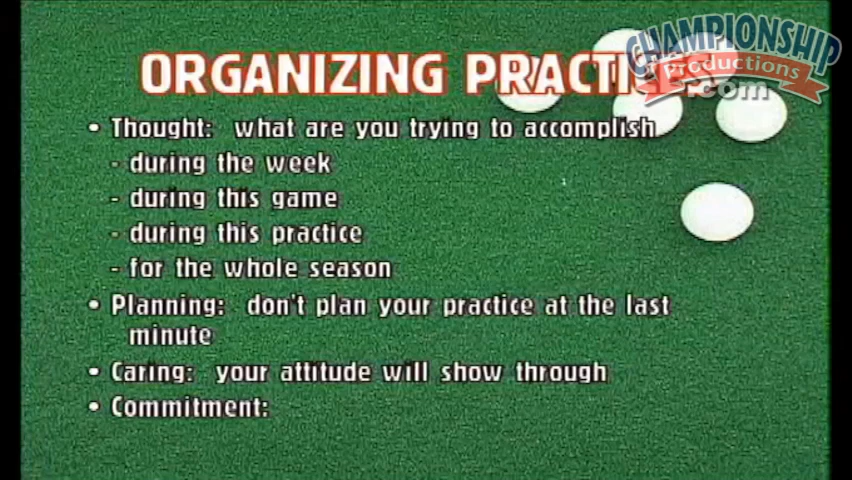 CHAMPIONSHIP
Productions
.com
ORGANIZING PRACTI
• Thought: what are you trying to accomplish
- during the week
- during this game
- during this practice
- for the whole season
• Planning: don't plan your practice at the last
minute
• Caring: your attitude will show through
• Commitment: